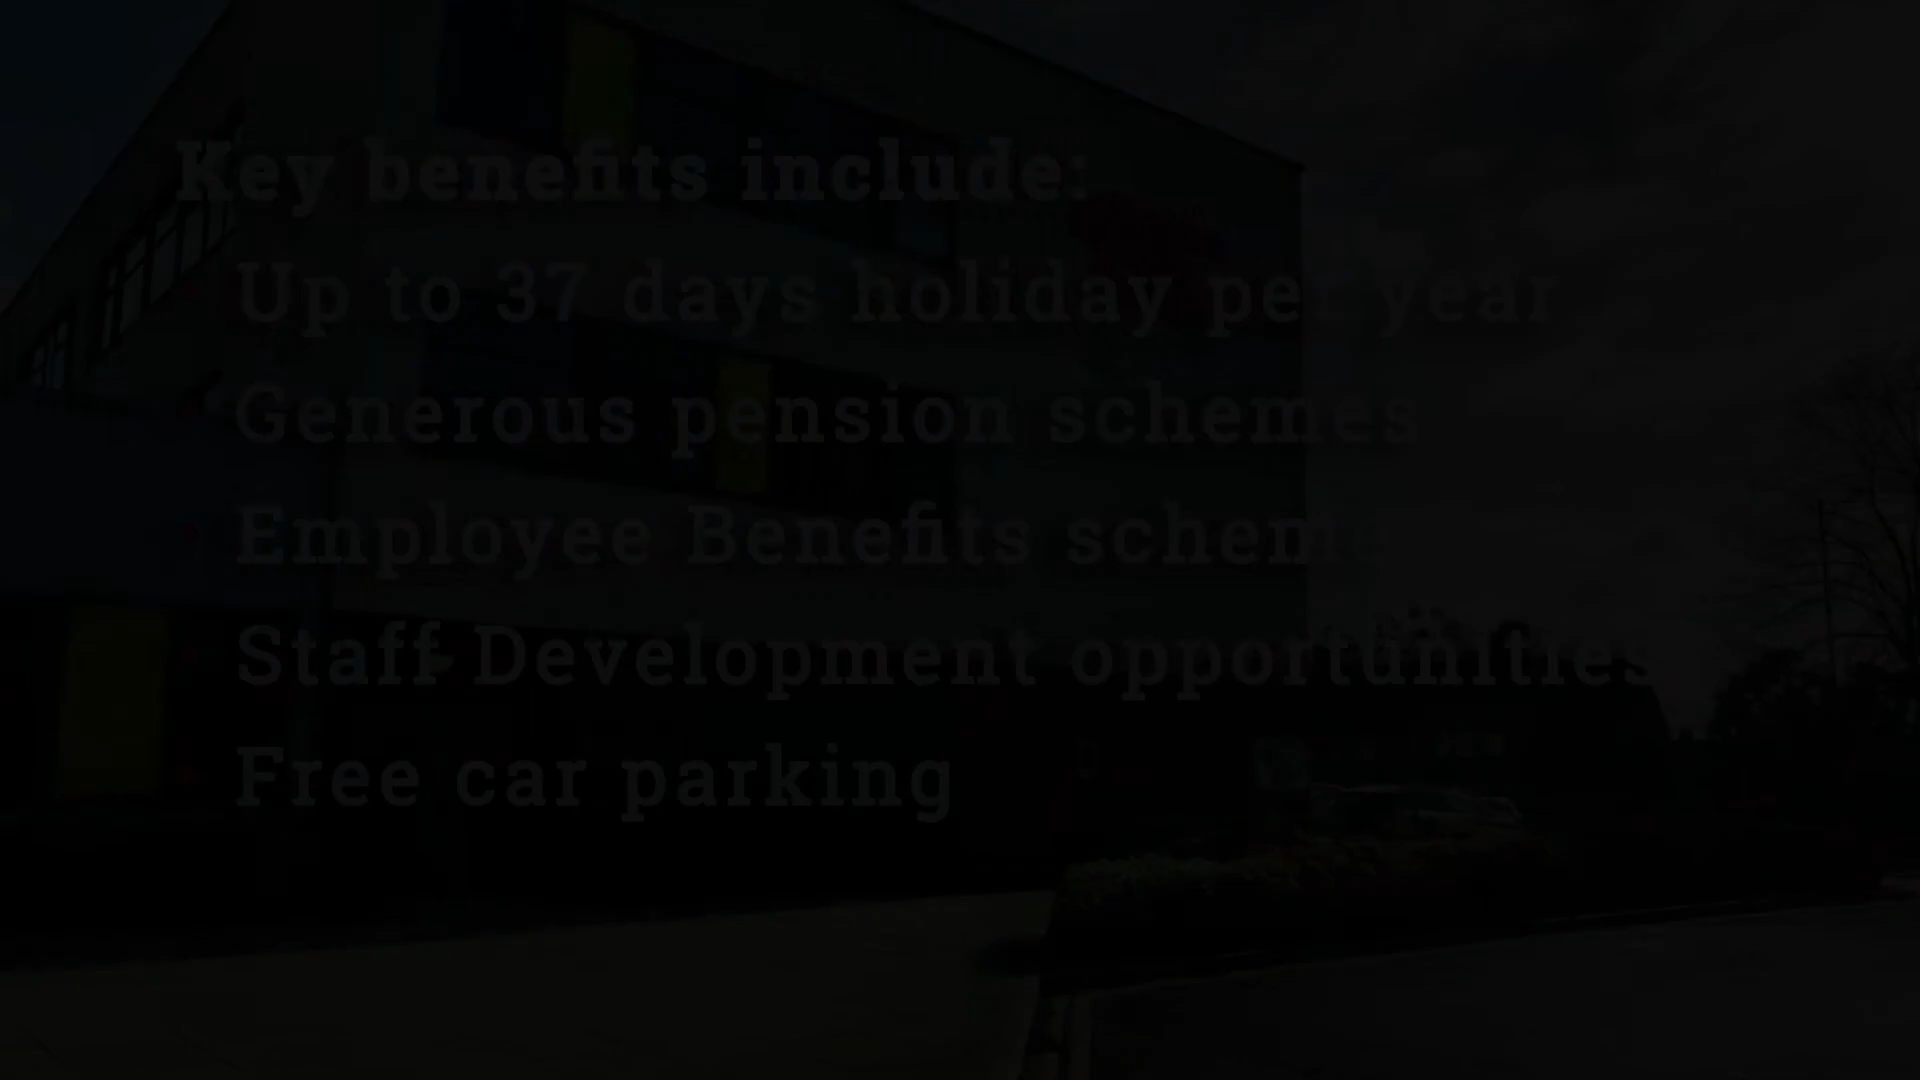 Key benefits include:
Up to 37 days holiday per year
Generous pension schemes
Employee Benefits scheme
Staff Development opportunities
Free car parking